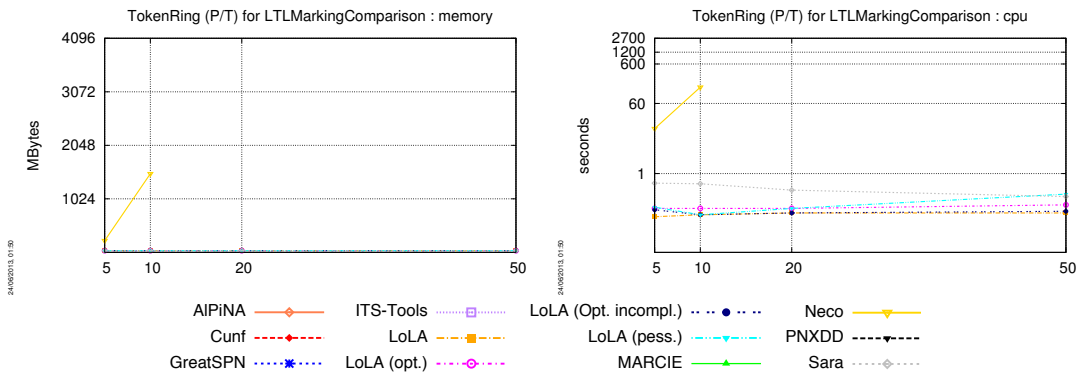 TokenRing (P/T) for LTLMarkingComparison : memory
4096
3072
2048
1024
MBytes
5 10 20 50
24/06/2013, 01:50
TokenRing (P/T) for LTLMarkingComparison : cpu
2700
1200
600
60
1
seconds
5 10 20 50
24/06/2013, 01:50
AlPiNA
Cunf
GreatSPN
ITS-Tools
LoLA
LoLA (opt.)
LoLA (Opt. incompl.)
LoLA (pess.)
MARCIE
Neco
PNXDD
Sara